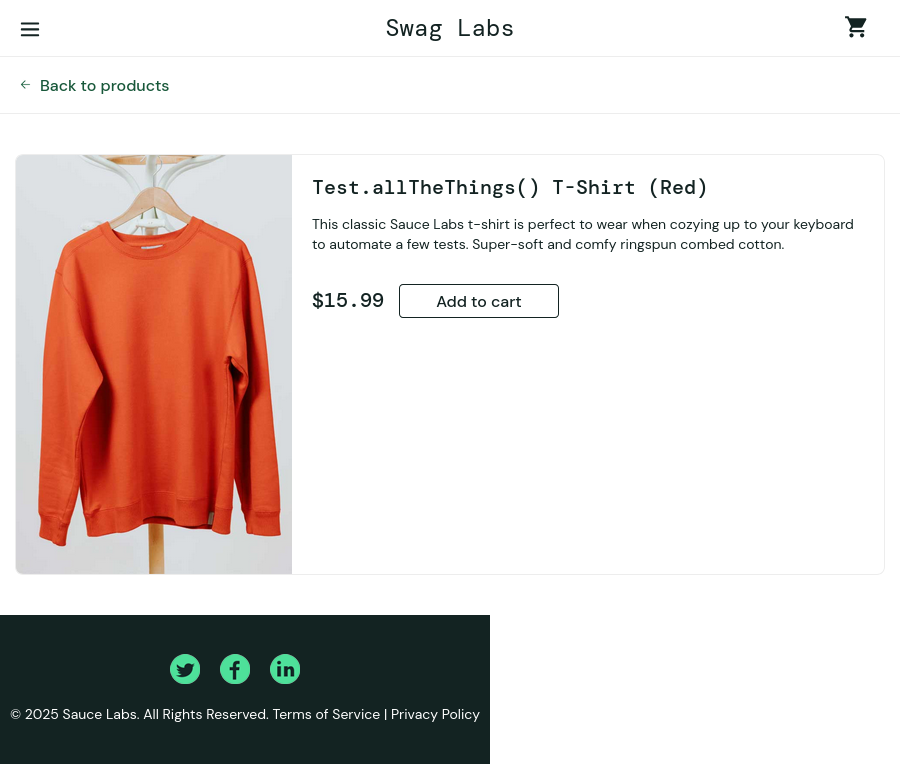 Swag Labs
Back to products
Test.allTheThings() T-Shirt (Red)
This classic Sauce Labs t-shirt is perfect to wear when cozying up to your keyboard
to automate a few tests. Super-soft and comfy ringspun combed cotton.
$15.99
Add to cart
© 2025 Sauce Labs. All Rights Reserved. Terms of Service | Privacy Policy